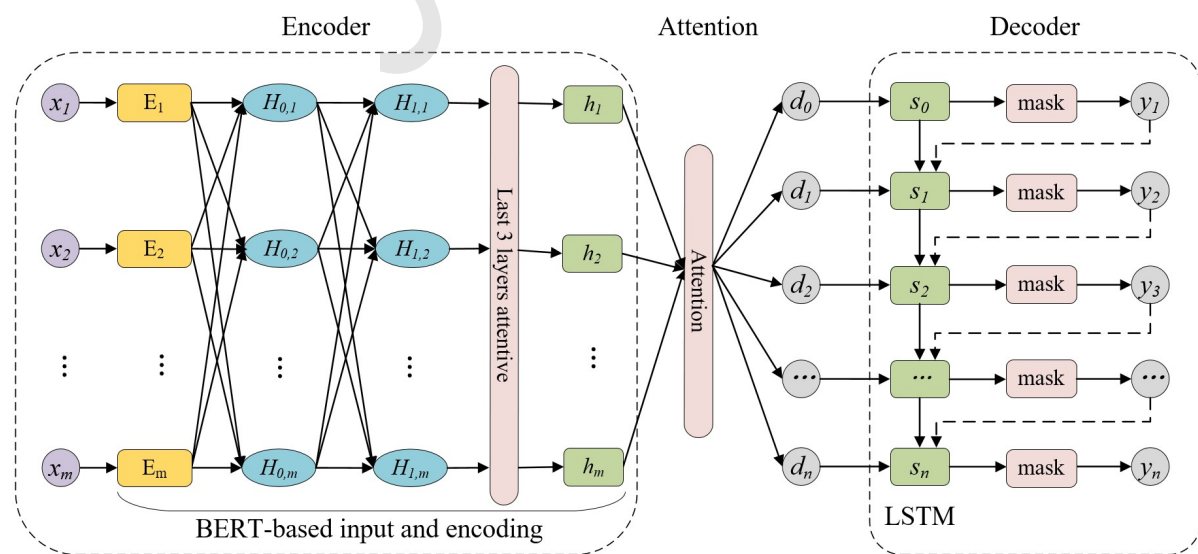 Encoder Attention Decoder
x1 E1 H0,1 H1,1 h1 d0 s0 mask y1
d1 s1 mask y2
x2 E2 H0,2 H1,2 h2
d2 s2 mask y3
Last 3 layers attentive
Attention
⋮ ⋮ ⋮ ⋮ ⋮ ... ... mask ...
xm Em H0,m H1,m hm dn sn mask yn
BERT-based input and encoding
LSTM